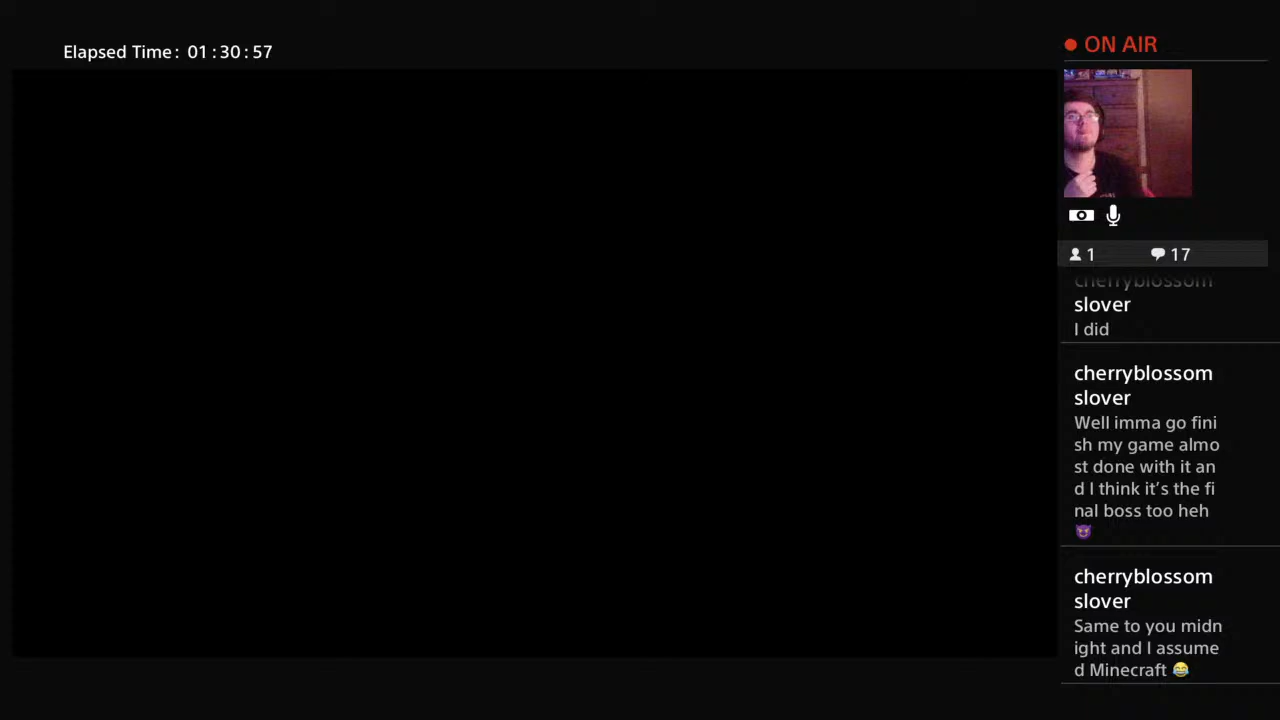 Elapsed Time: 01:30:57
ON AIR
1 17
cherryblossom
slover
I did
cherryblossom
slover
Well imma go fini
sh my game almo
st done with it an
d I think it's the fi
nal boss too heh
😈
cherryblossom
slover
Same to you midn
ight and I assume
d Minecraft 😂